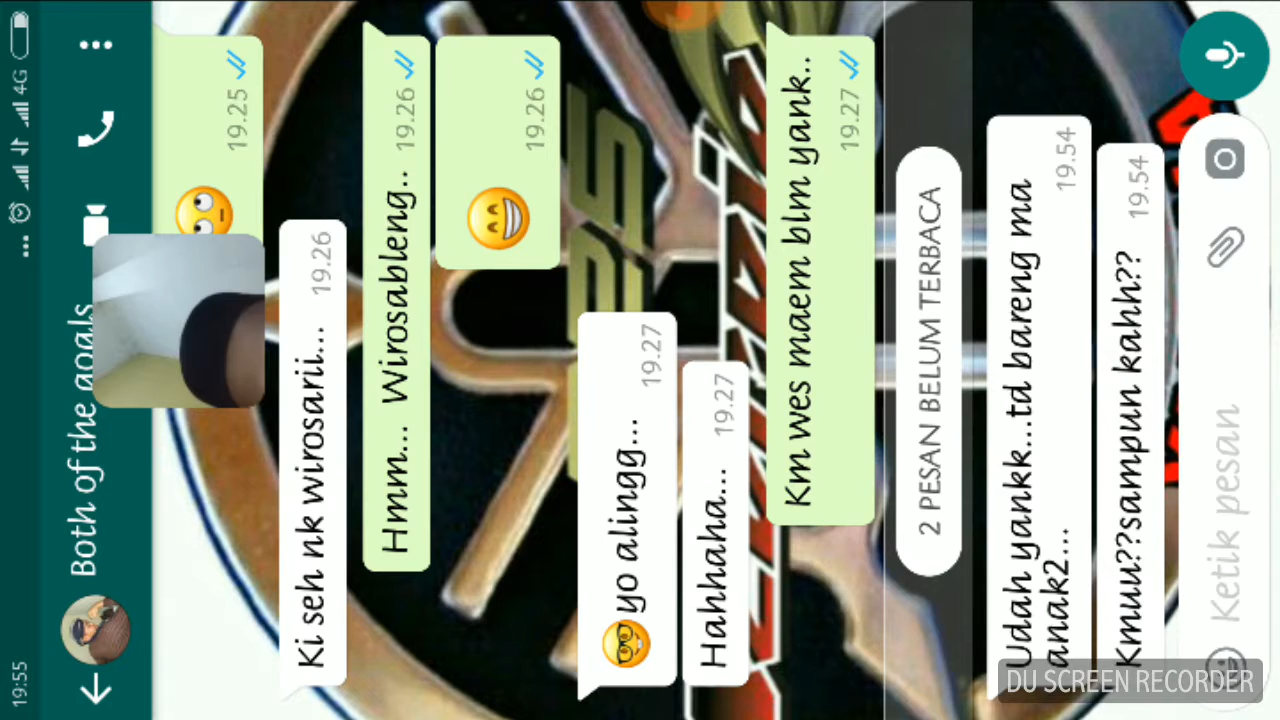 19:55
4G
Both of the goals
19.25
Ki seh nk wirosarii... 19.26
Hmm... Wirosableng.. 19.26
19.26
yo alingg...
19.27
Hahhaha... 19.27
Km wes maem blm yank..
19.27
2 PESAN BELUM TERBACA
Udah yankk...td bareng ma
anak2...
19.54
Kmuu??sampun kahh?? 19.54
Ketik pesan
DU SCREEN RECORDER